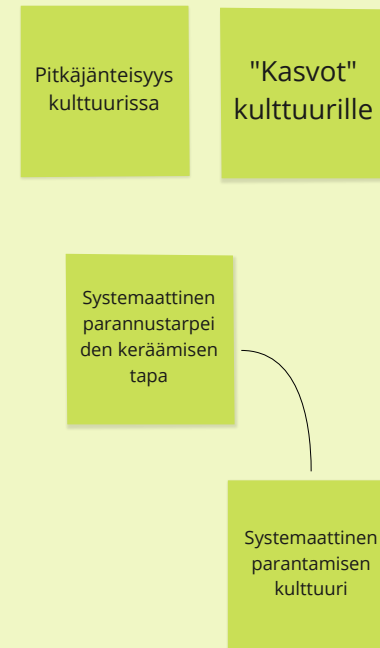 Pitkäjänteisyys
kulttuurissa
"Kasvot"
kulttuurille
Systemaattinen
parannustarpei
den keräämisen
tapa
Systemaattinen
parantamisen
kulttuuri